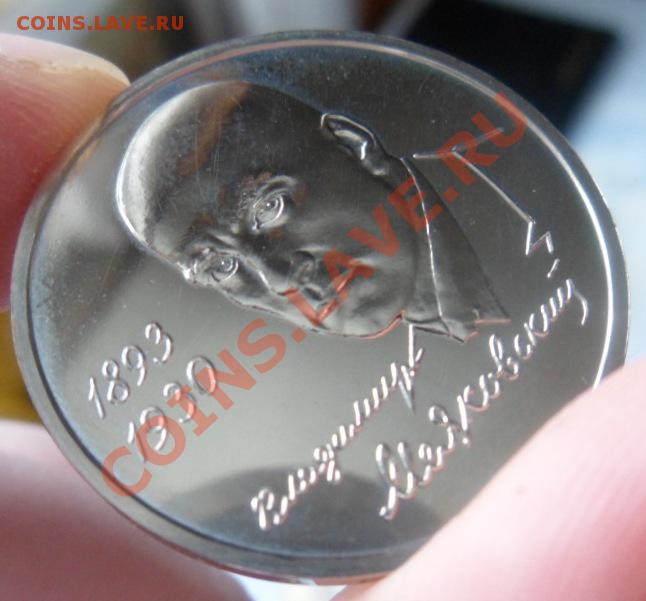 COINS.LAVE.RU
COINS.LAVE.RU
1893
1930
Владимир
Маяковский